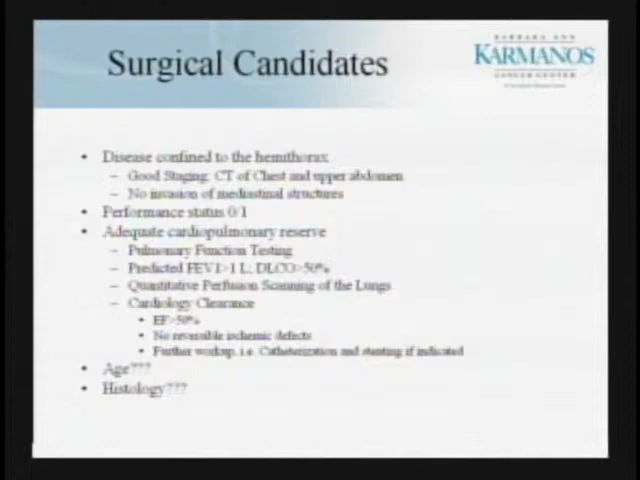 Surgical Candidates
BARBARA ANN
KARMANOS
CANCER CENTER
• Disease confined to the hemithorax
– Good Staging: CT of Chest and upper abdomen
– No invasion of mediastinal structures
• Performance status 0/1
• Adequate cardiopulmonary reserve
– Pulmonary Function Testing
– Predicted FEV1>1 L; DLCO>50%
– Quantitative Perfusion Scanning of the Lungs
– Cardiology Clearance
• EF>50%
• No reversible ischemic defects
• Further workup, i.e. Catheterization and stenting if indicated
• Age???
• Histology???